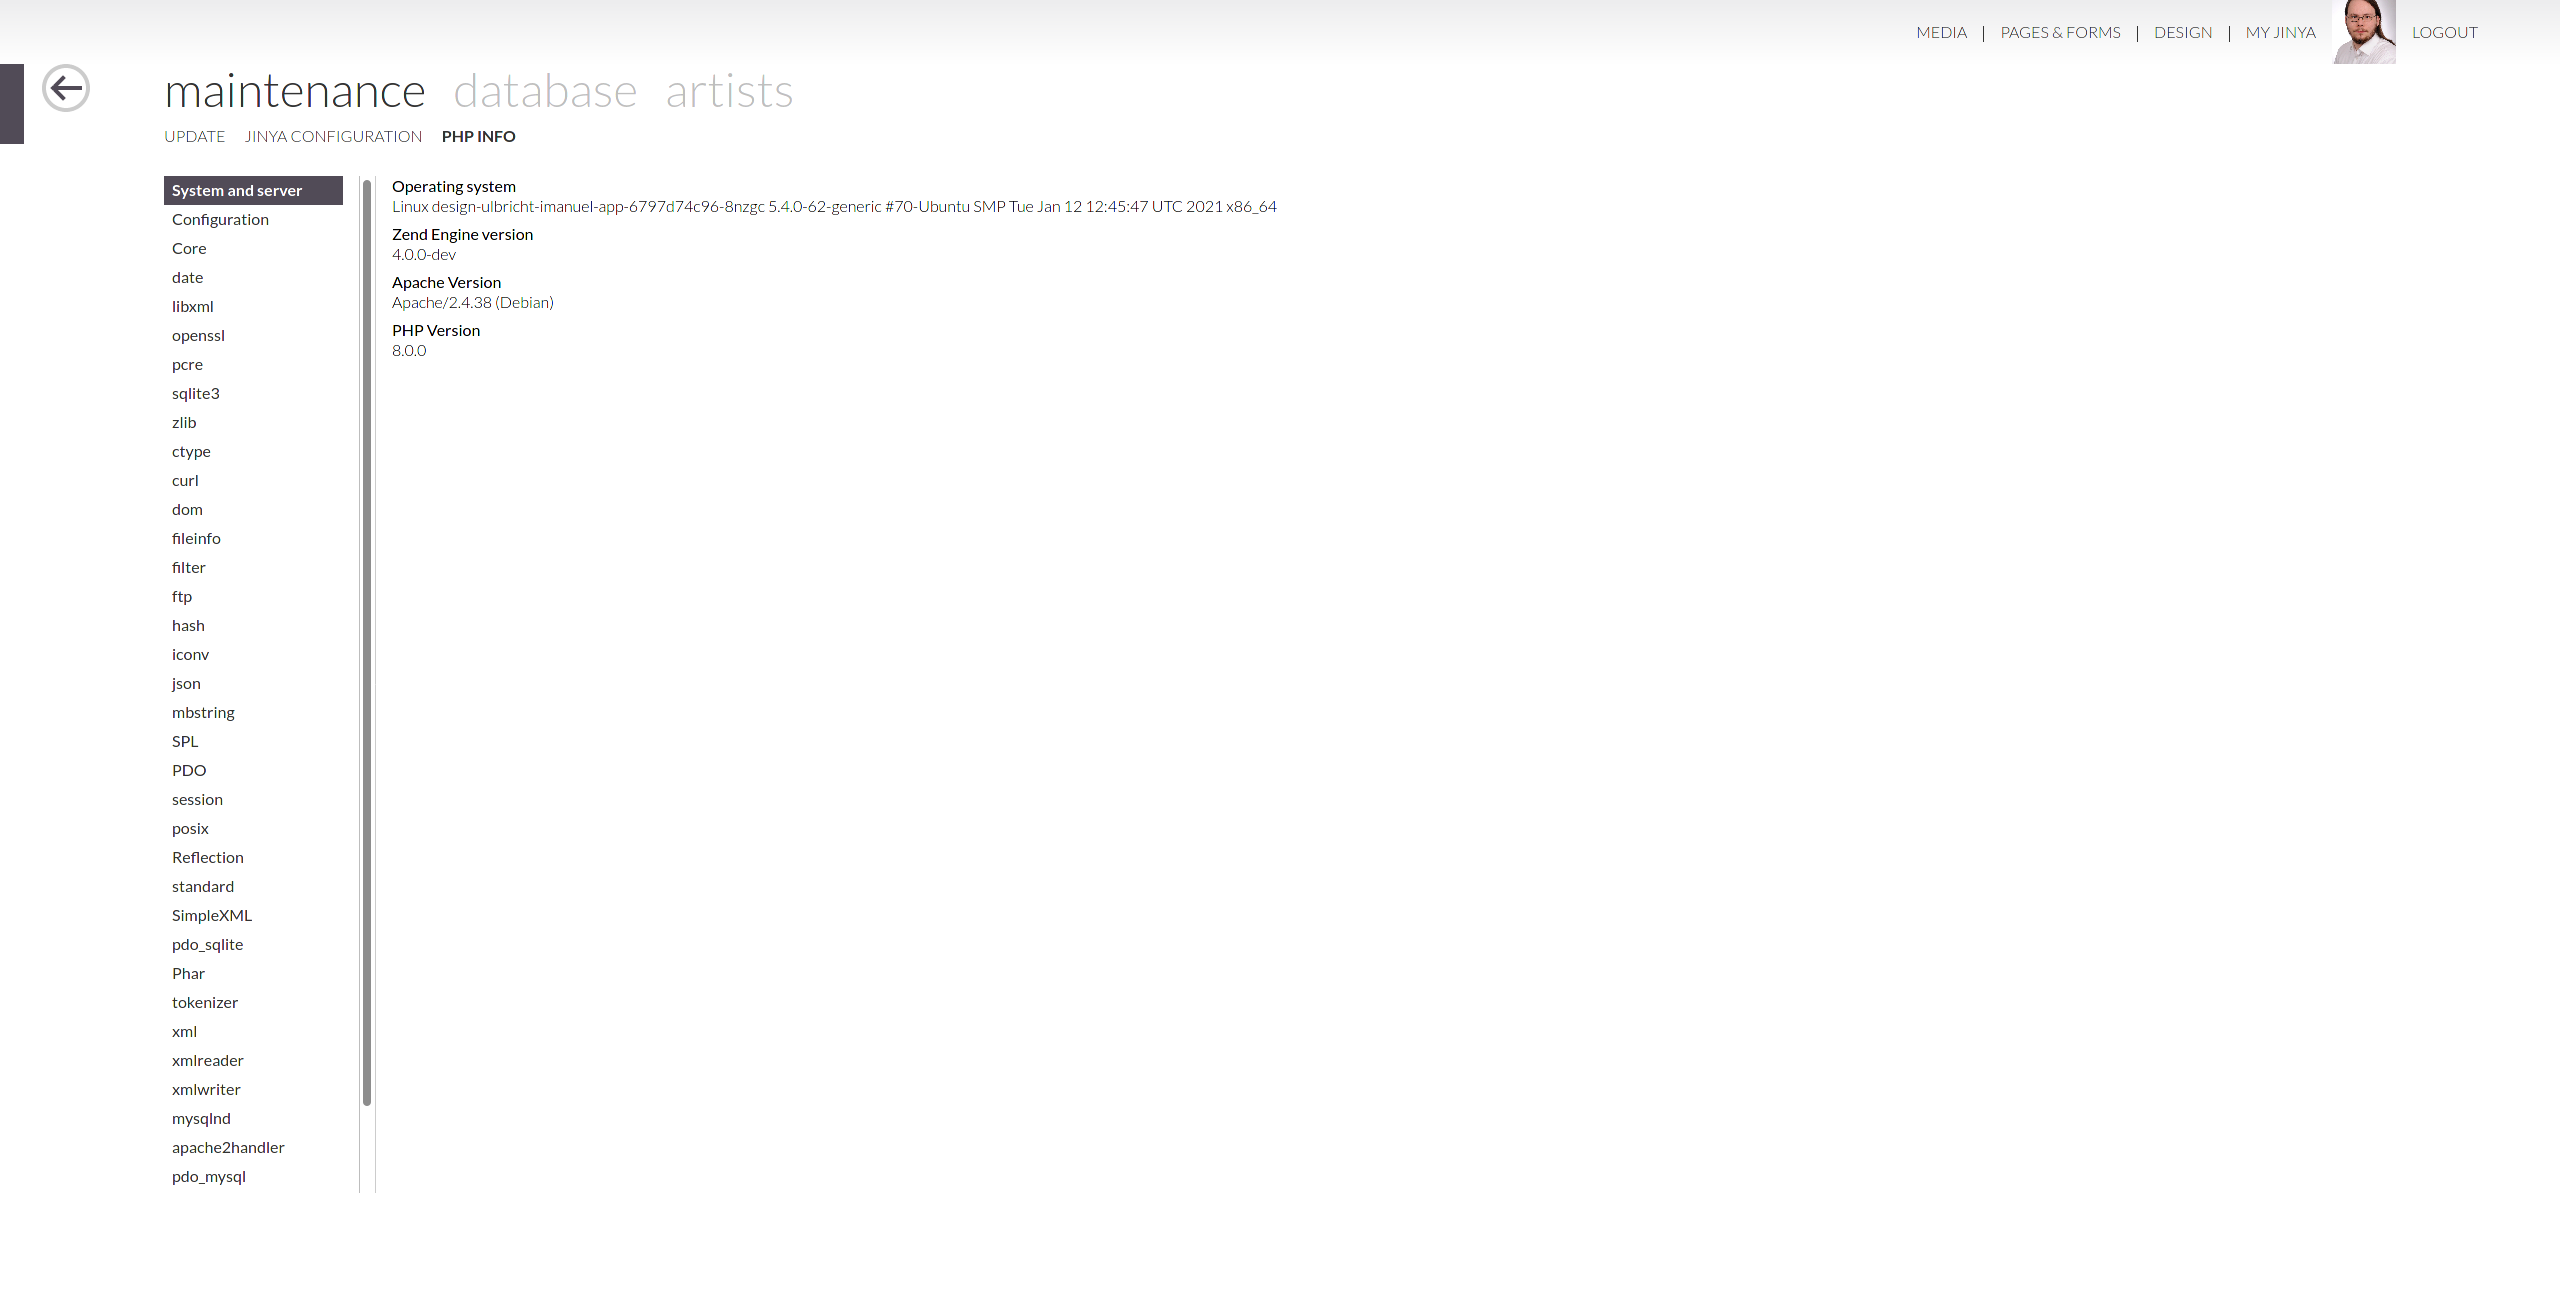 MEDIA | PAGES & FORMS | DESIGN | MY JINYA LOGOUT
maintenance database artists
UPDATE JINYA CONFIGURATION PHP INFO
System and server
Configuration
Core
date
libxml
openssl
pcre
sqlite3
zlib
ctype
curl
dom
fileinfo
filter
ftp
hash
iconv
json
mbstring
SPL
PDO
session
posix
Reflection
standard
SimpleXML
pdo_sqlite
Phar
tokenizer
xml
xmlreader
xmlwriter
mysqlnd
apache2handler
pdo_mysql
Operating system
Linux design-ulbricht-imanuel-app-6797d74c96-8nzgc 5.4.0-62-generic #70-Ubuntu SMP Tue Jan 12 12:45:47 UTC 2021 x86_64
Zend Engine version
4.0.0-dev
Apache Version
Apache/2.4.38 (Debian)
PHP Version
8.0.0